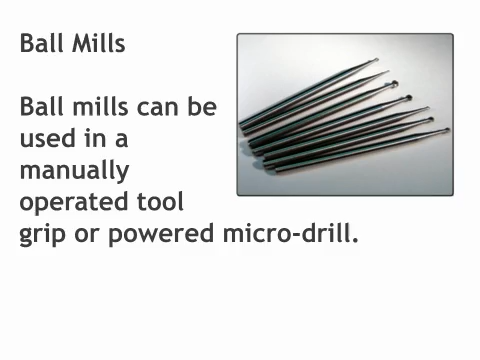 Ball Mills
Ball mills can be
used in a
manually
operated tool
grip or powered micro-drill.